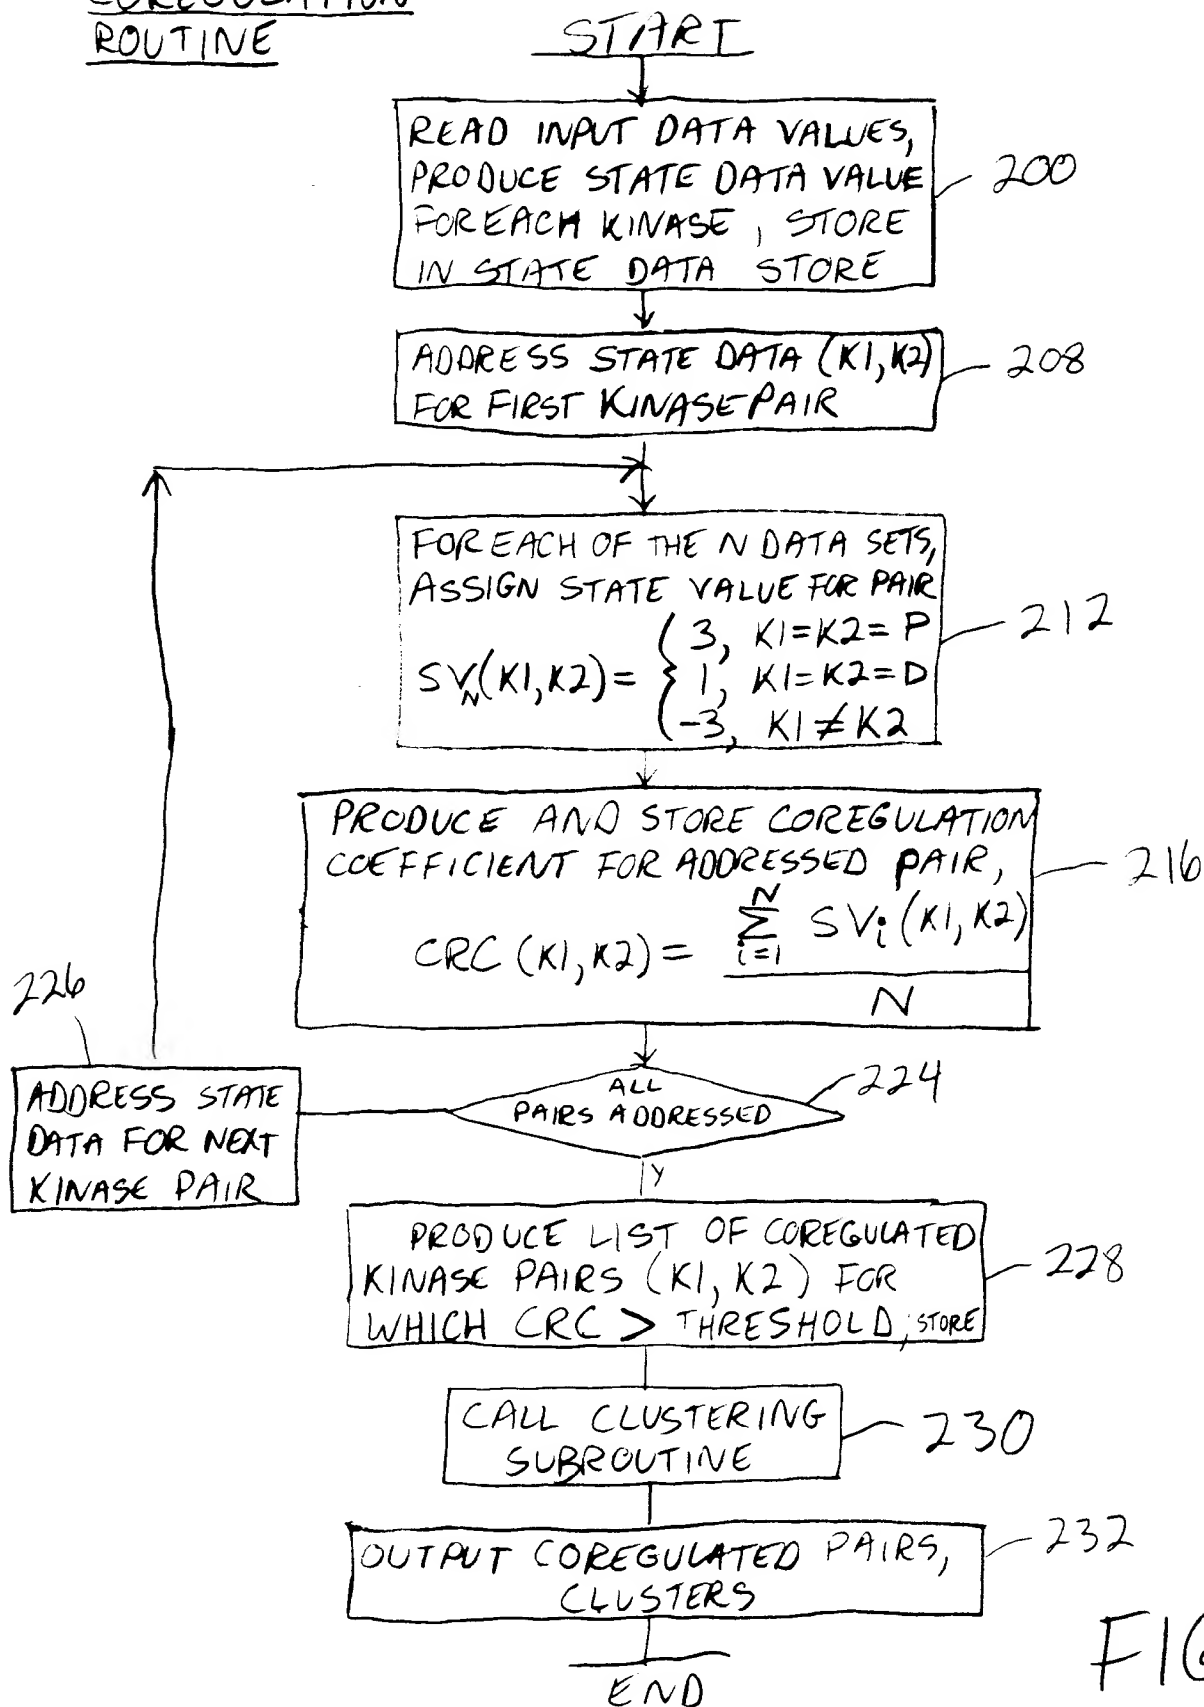 COREGULATION
ROUTINE
START
READ INPUT DATA VALUES,
PRODUCE STATE DATA VALUE
FOR EACH KINASE, STORE
IN STATE DATA STORE
200
ADDRESS STATE DATA (K1,K2)
FOR FIRST KINASE PAIR
208
FOR EACH OF THE N DATA SETS,
ASSIGN STATE VALUE FOR PAIR
SV_N(K1,K2) = { 3, K1=K2=P
1, K1=K2=D
-3, K1≠K2
212
PRODUCE AND STORE COREGULATION
COEFFICIENT FOR ADDRESSED PAIR,
CRC (K1,K2) = N Σ i=1 SVi (K1,K2)
N
216
ALL
PAIRS ADDRESSED
224
226
ADDRESS STATE
DATA FOR NEXT
KINASE PAIR
Y
PRODUCE LIST OF COREGULATED
KINASE PAIRS (K1, K2) FOR
WHICH CRC > THRESHOLD; STORE
228
CALL CLUSTERING
SUBROUTINE
230
OUTPUT COREGULATED PAIRS,
CLUSTERS
232
END
FIG